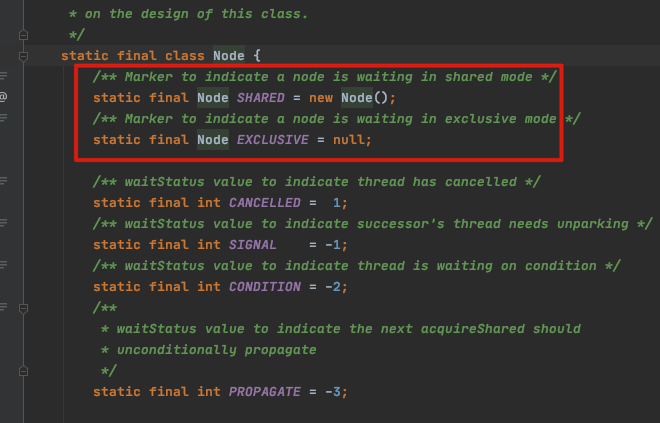 * on the design of this class.
*/
static final class Node {
/** Marker to indicate a node is waiting in shared mode */
static final Node SHARED = new Node();
/** Marker to indicate a node is waiting in exclusive mode */
static final Node EXCLUSIVE = null;
/** waitStatus value to indicate thread has cancelled */
static final int CANCELLED =  1;
/** waitStatus value to indicate successor's thread needs unparking */
static final int SIGNAL    = -1;
/** waitStatus value to indicate thread is waiting on condition */
static final int CONDITION = -2;
/**
* waitStatus value to indicate the next acquireShared should
* unconditionally propagate
*/
static final int PROPAGATE = -3;